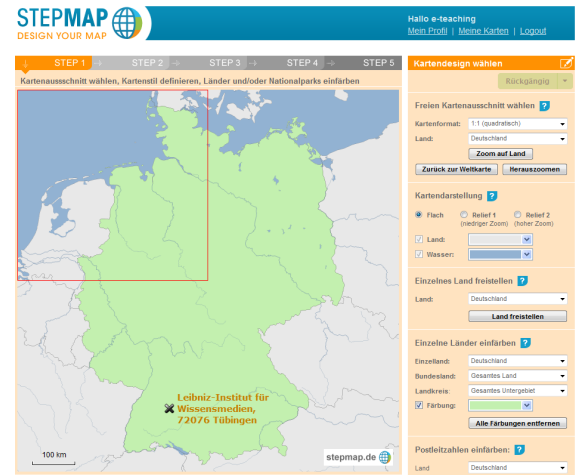 STEPMAP
DESIGN YOUR MAP
Hallo e-teaching
Mein Profil | Meine Karten | Logout
STEP 1
STEP 2
STEP 3
STEP 4
STEP 5
Kartenaussschnitt wählen, Kartenstil definieren, Länder und/oder Nationalparks einfärben
Leibniz-Institut für
Wissensmedien,
72076 Tübingen
100 km
stepmap.de
Kartendesign wählen
Rückgängig
Freien Kartenausschnitt wählen ?
Kartenformat: 1:1 (quadratisch)
Land: Deutschland
Zoom auf Land
Zurück zur Weltkarte Herauszoomen
Kartendarstellung ?
Flach Relief 1 Relief 2
(niedriger Zoom) (hoher Zoom)
Land:
Wasser:
Einzelnes Land freistellen ?
Land: Deutschland
Land freistellen
Einzelne Länder einfärben ?
Einzelland: Deutschland
Bundesland: Gesamtes Land
Landkreis: Gesamtes Untergebiet
Färbung:
Alle Färbungen entfernen
Postleitzahlen einfärben: ?
Land Deutschland